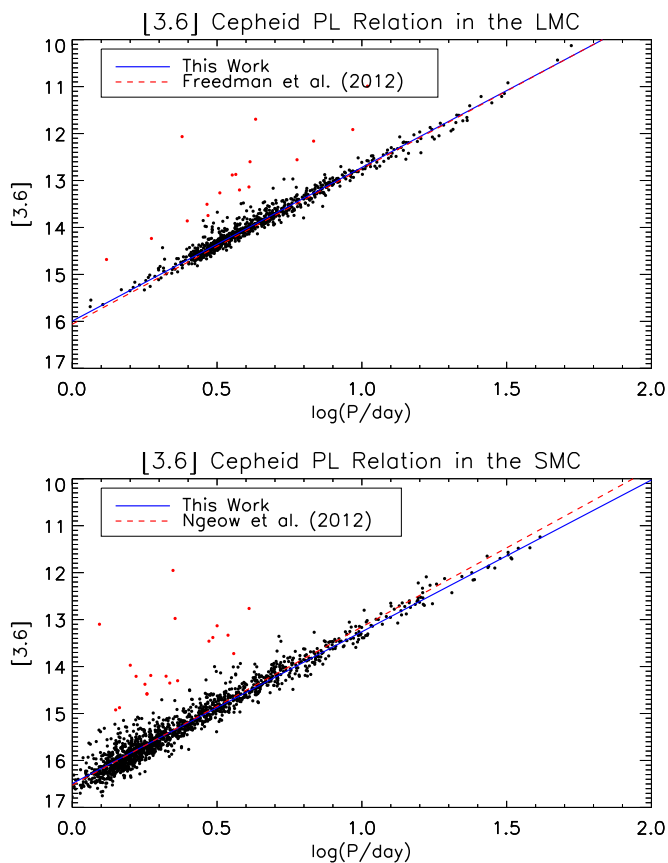 [3.6] Cepheid PL Relation in the LMC
This Work
Freedman et al. (2012)
10
11
12
13
14
15
16
17
[3.6]
0.0 0.5 1.0 1.5 2.0
log(P/day)
[3.6] Cepheid PL Relation in the SMC
This Work
Ngeow et al. (2012)
10
11
12
13
14
15
16
17
[3.6]
0.0 0.5 1.0 1.5 2.0
log(P/day)